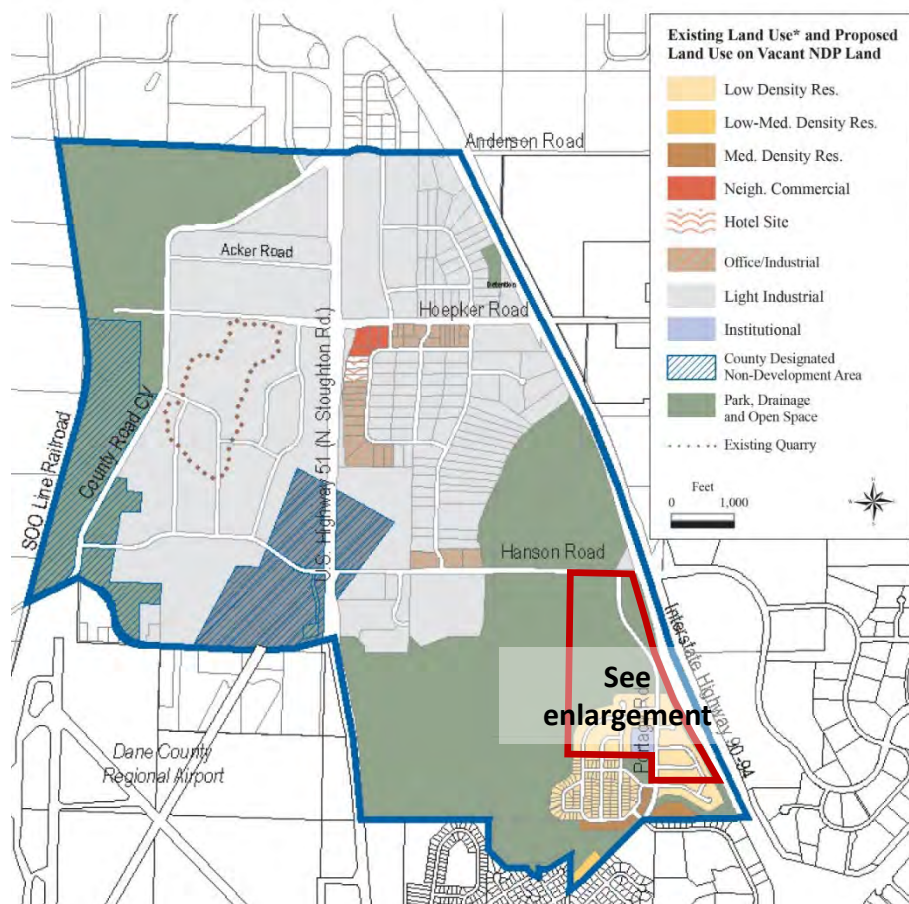 Existing Land Use* and Proposed
Land Use on Vacant NDP Land
Low Density Res.
Low-Med. Density Res.
Med. Density Res.
Neigh. Commercial
Hotel Site
Office/Industrial
Light Industrial
Institutional
County Designated
Non-Development Area
Park, Drainage
and Open Space
Existing Quarry
Feet
0 1,000
Anderson Road
Acker Road
Detention
Hoepker Road
U.S. Highway 51 (N. Stoughton Rd.)
County Road CV
SOO Line Railroad
Hanson Road
Interstate Highway 90-94
See
enlargement
Portage Rd
Dane County
Regional Airport